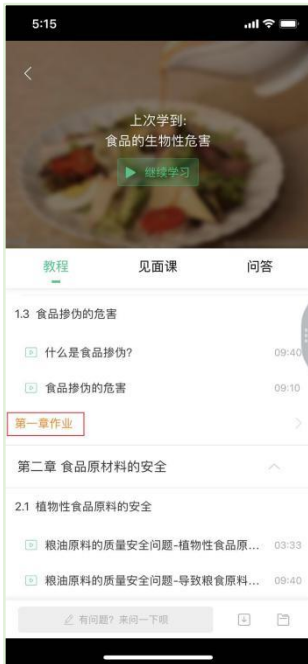 5:15
上次学到:
食品的生物性危害
继续学习
教程
见面课
问答
1.3 食品掺伪的危害
什么是食品掺伪?
09:40
食品掺伪的危害
09:10
第一章作业
第二章 食品原材料的安全
2.1 植物性食品原料的安全
粮油原料的质量安全问题-植物性食品原...
03:33
粮油原料的质量安全问题-导致粮食原料...
09:40
有问题?来问一下呗